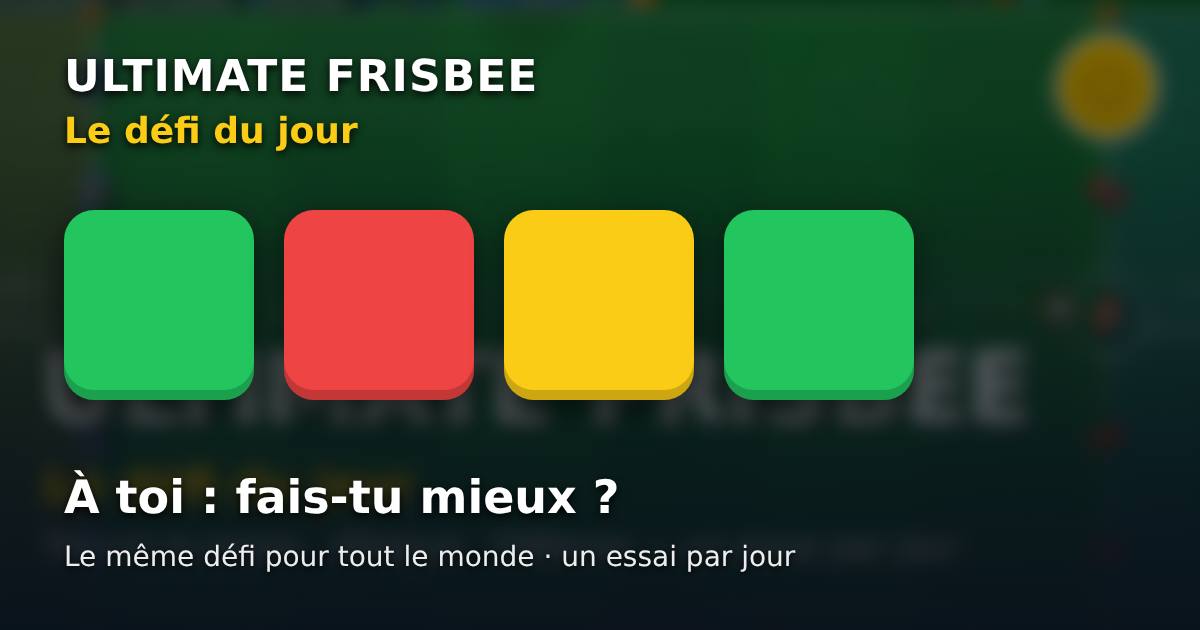 ULTIMATE FRISBEE
Le défi du jour
À toi : fais-tu mieux ?
Le même défi pour tout le monde · un essai par jour